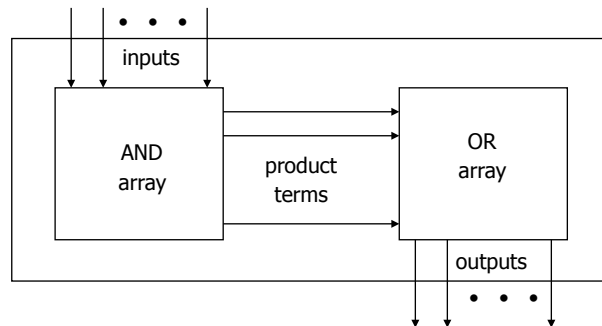 inputs
AND
array
product
terms
OR
array
outputs